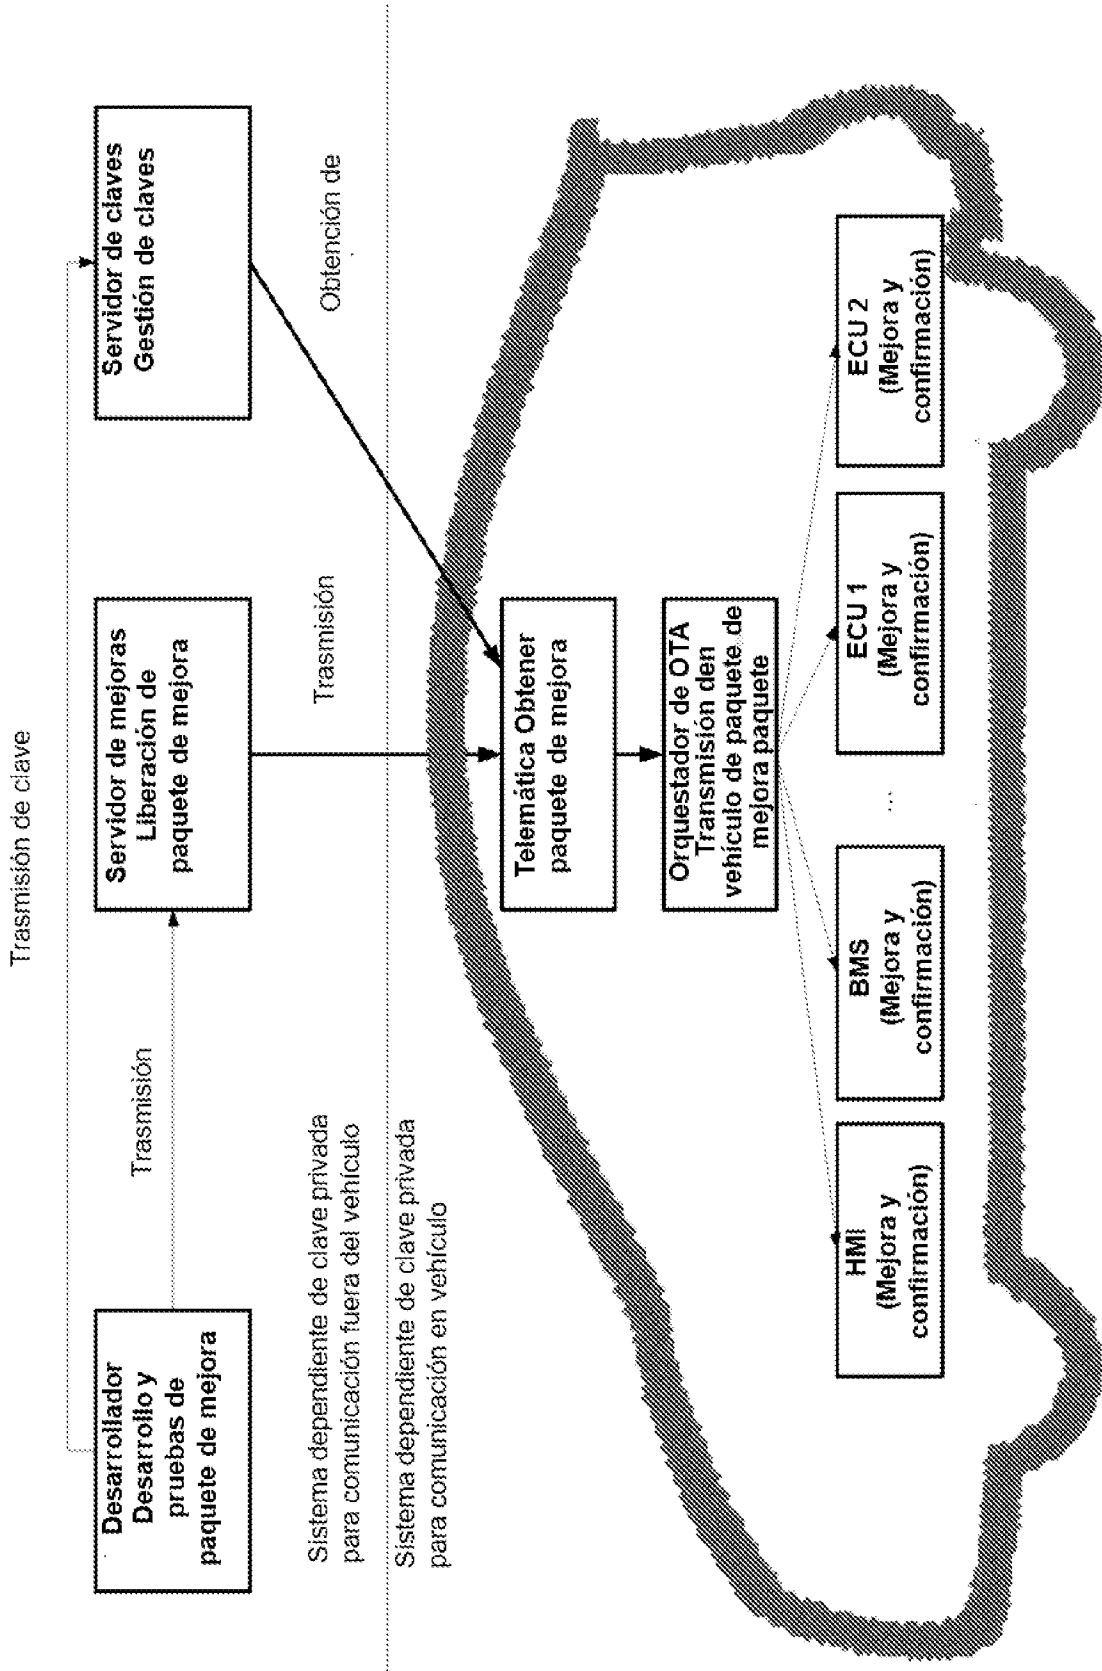 Trasmisión de clave
Desarrollador
Desarrollo y
pruebas de
paquete de mejora
Trasmisión
Servidor de mejoras
Liberación de
paquete de mejora
Servidor de claves
Gestión de claves
Sistema dependiente de clave privada
para comunicación fuera del vehículo
Trasmisión
Obtención de
Sistema dependiente de clave privada
para comunicación en vehículo
Telemática Obtener
paquete de mejora
Orquestador de OTA
Transmisión den
vehículo de paquete de
mejora paquete
HMI
(Mejora y
confirmación)
BMS
(Mejora y
confirmación)
...
ECU 1
(Mejora y
confirmación)
ECU 2
(Mejora y
confirmación)